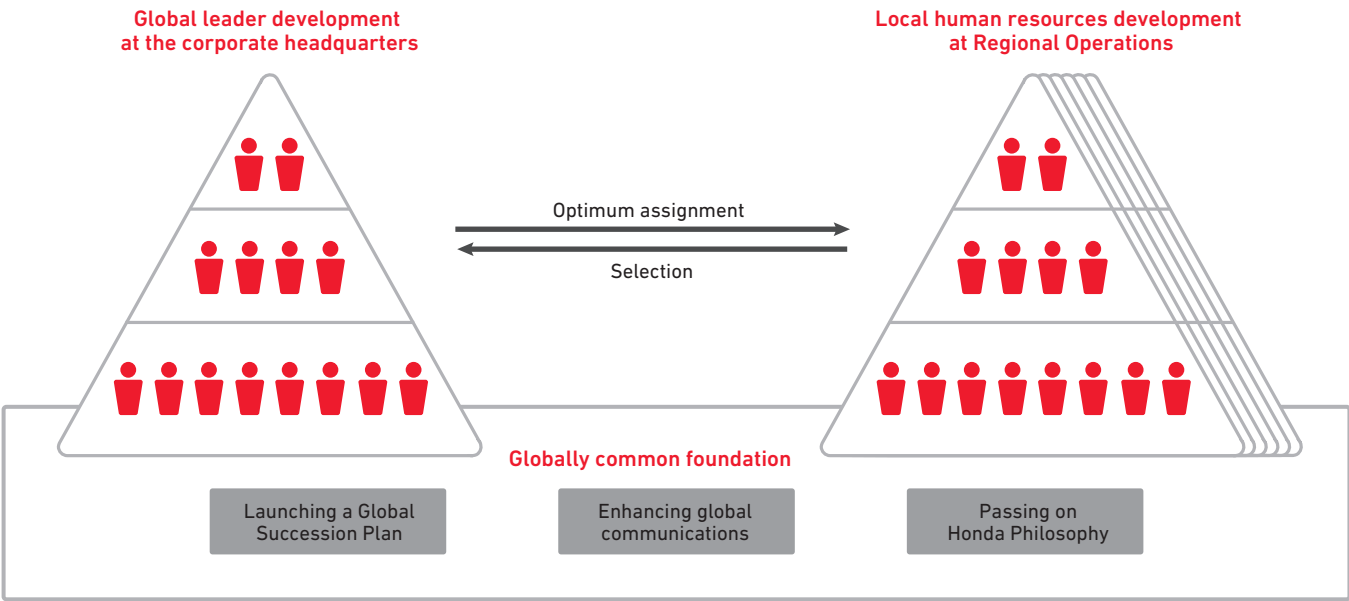 Global leader development
at the corporate headquarters
Local human resources development
at Regional Operations
Optimum assignment
Selection
Globally common foundation
Launching a Global
Succession Plan
Enhancing global
communications
Passing on
Honda Philosophy